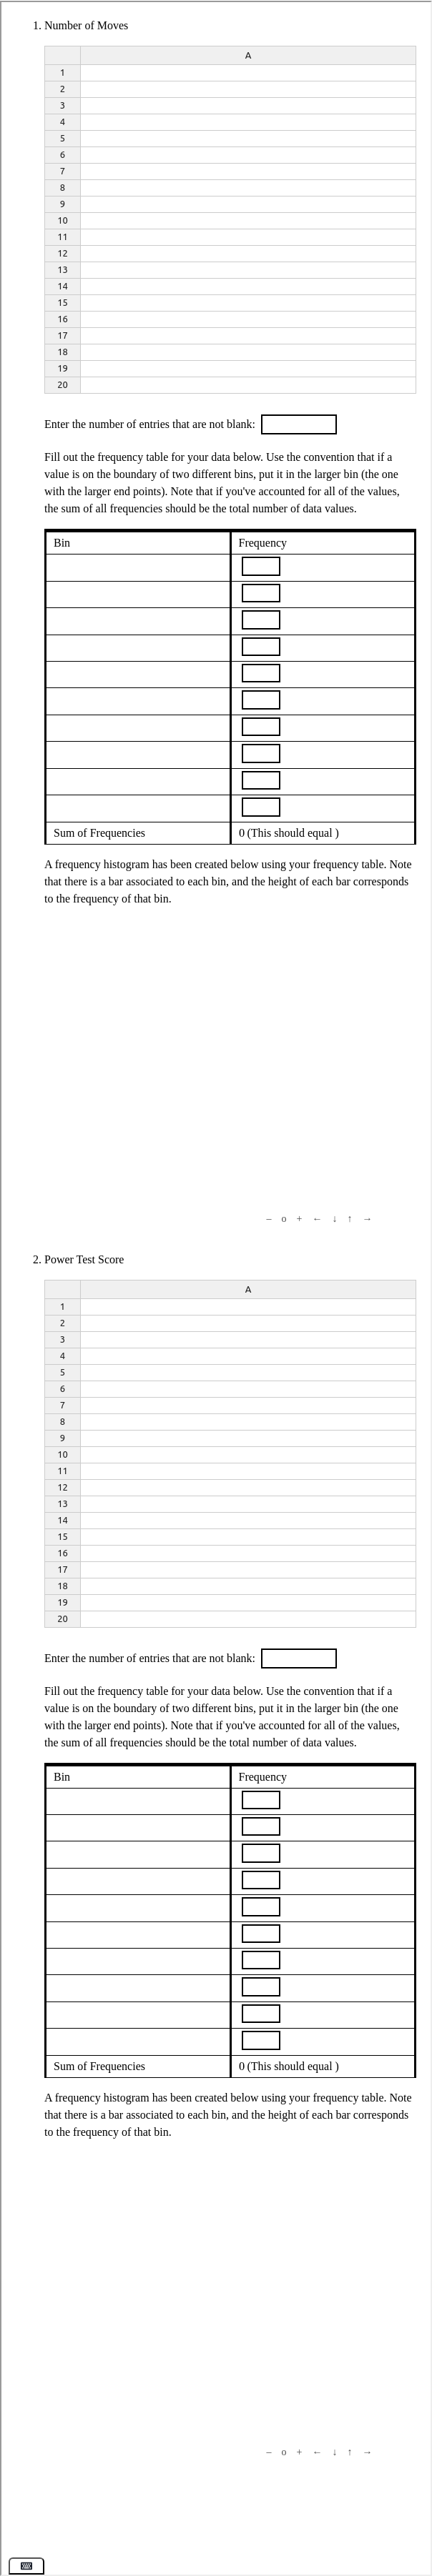 1. Number of Moves
A
1
2
3
4
5
6
7
8
9
10
11
12
13
14
15
16
17
18
19
20
Enter the number of entries that are not blank:
Fill out the frequency table for your data below. Use the convention that if a
value is on the boundary of two different bins, put it in the larger bin (the one
with the larger end points). Note that if you've accounted for all of the values,
the sum of all frequencies should be the total number of data values.
Bin Frequency
Sum of Frequencies 0 (This should equal )
A frequency histogram has been created below using your frequency table. Note
that there is a bar associated to each bin, and the height of each bar corresponds
to the frequency of that bin.
– o + ← ↓ ↑ →
2. Power Test Score
A
1
2
3
4
5
6
7
8
9
10
11
12
13
14
15
16
17
18
19
20
Enter the number of entries that are not blank:
Fill out the frequency table for your data below. Use the convention that if a
value is on the boundary of two different bins, put it in the larger bin (the one
with the larger end points). Note that if you've accounted for all of the values,
the sum of all frequencies should be the total number of data values.
Bin Frequency
Sum of Frequencies 0 (This should equal )
A frequency histogram has been created below using your frequency table. Note
that there is a bar associated to each bin, and the height of each bar corresponds
to the frequency of that bin.
– o + ← ↓ ↑ →